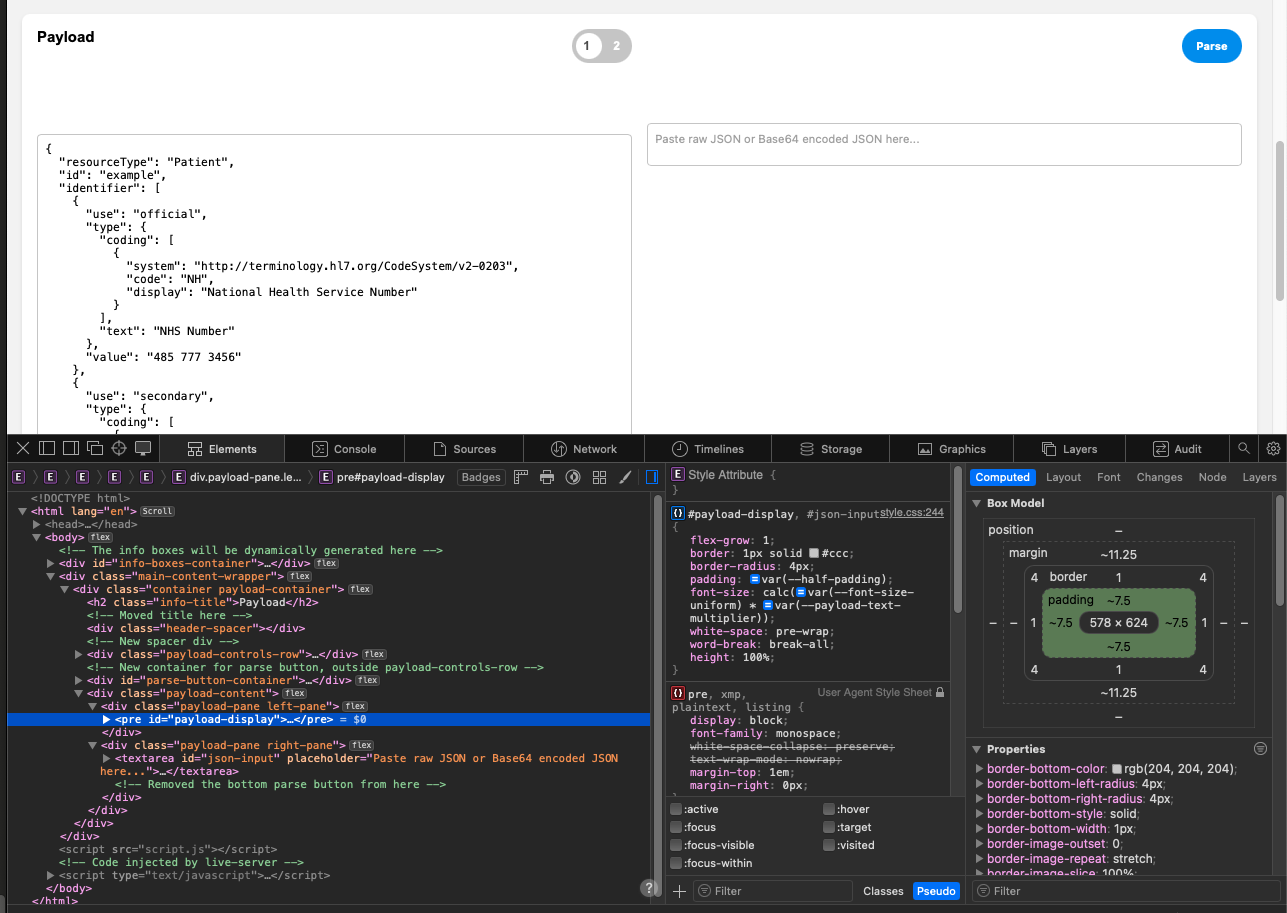 Payload
1 2
Parse
Paste raw JSON or Base64 encoded JSON here...
{
"resourceType": "Patient",
"id": "example",
"identifier": [
{
"use": "official",
"type": {
"coding": [
{
"system": "http://terminology.hl7.org/CodeSystem/v2-0203",
"code": "NH",
"display": "National Health Service Number"
}
],
"text": "NHS Number"
},
"value": "485 777 3456"
},
{
"use": "secondary",
"type": {
"coding": [
Elements Console Sources Network Timelines Storage Graphics Layers Audit
E E E E E E div.payload-pane.le... E pre#payload-display Badges
<!DOCTYPE html>
<html lang="en"> Scroll
<head>…</head>
<body> flex
<!-- The info boxes will be dynamically generated here -->
<div id="info-boxes-container">…</div> flex
<div class="main-content-wrapper"> flex
<div class="container payload-container"> flex
<h2 class="info-title">Payload</h2>
<!-- Moved title here -->
<div class="header-spacer"></div>
<!-- New spacer div -->
<div class="payload-controls-row">…</div> flex
<!-- New container for parse button, outside payload-controls-row -->
<div id="parse-button-container">…</div> flex
<div class="payload-content"> flex
<div class="payload-pane left-pane"> flex
<pre id="payload-display">…</pre> = $0
</div>
<div class="payload-pane right-pane"> flex
<textarea id="json-input" placeholder="Paste raw JSON or Base64 encoded JSON
here...">…</textarea>
<!-- Removed the bottom parse button from here -->
</div>
</div>
</div>
</div>
<script src="script.js"></script>
<!-- Code injected by live-server -->
<script type="text/javascript">…</script>
</body>
</html>
?
E Style Attribute {
}
#payload-display, #json-input style.css:244
{
flex-grow: 1;
border: 1px solid #ccc;
border-radius: 4px;
padding: var(--half-padding);
font-size: calc(var(--font-size-
uniform) * var(--payload-text-
multiplier));
white-space: pre-wrap;
word-break: break-all;
height: 100%;
}
pre, xmp, User Agent Style Sheet
plaintext, listing {
display: block;
font-family: monospace;
white-space-collapse: preserve;
text-wrap-mode: nowrap;
margin-top: 1em;
margin-right: 0px;
:active :hover
:focus :target
:focus-visible :visited
:focus-within
Filter Classes Pseudo
Computed Layout Font Changes Node Layers
Box Model
position –
margin ~11.25
4 border 1 4
padding ~7.5
– – 1 ~7.5 578 × 624 ~7.5 1 – –
~7.5
4 1 4
~11.25
–
Properties
border-bottom-color: rgb(204, 204, 204);
border-bottom-left-radius: 4px;
border-bottom-right-radius: 4px;
border-bottom-style: solid;
border-bottom-width: 1px;
border-image-outset: 0;
border-image-repeat: stretch;
border-image-slice: 100%;
Filter